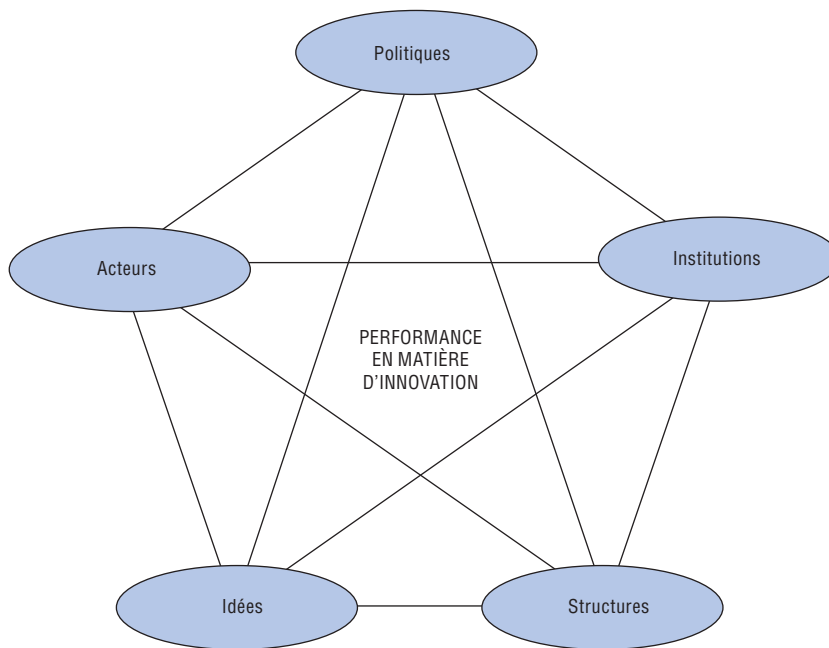 Politiques
Acteurs
Institutions
PERFORMANCE
EN MATIÈRE
D'INNOVATION
Idées
Structures